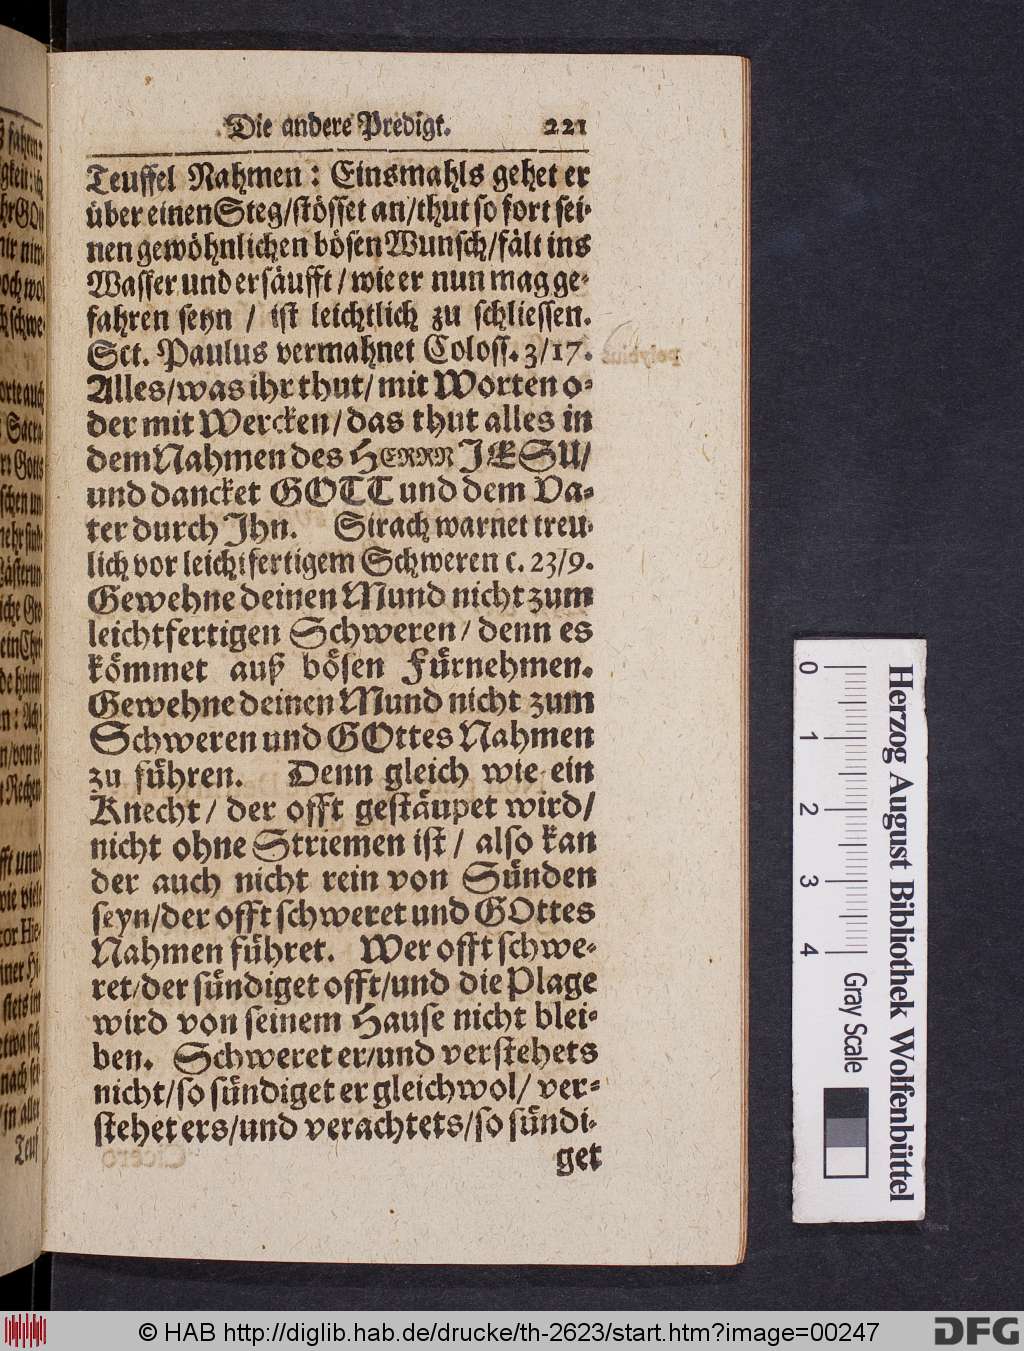 Die andere Predigt. 221
Teuffel Nahmen: Einsmahls gehet er
über einen Steg/stösset an/thut so fort sei-
nen gewöhnlichen bösen Wunsch/fält ins
Wasser und ersäufft/wie er nun mag ge-
fahren seyn / ist leichtlich zu schliessen.
Sct. Paulus vermahnet Coloss. 3/17.
Alles/was ihr thut/mit Worten o-
der mit Wercken/das thut alles in
dem Nahmen des HERRN JESU/
und dancket GOTT und dem Va-
ter durch Jhn. Sirach warnet treu-
lich vor leichtfertigem Schweren c. 23/9.
Gewehne deinen Mund nicht zum
leichtfertigen Schweren/ denn es
kömmet auß bösen Fürnehmen.
Gewehne deinen Mund nicht zum
Schweren und GOttes Nahmen
zu führen. Denn gleich wie ein
Knecht/ der offt gestäupet wird/
nicht ohne Striemen ist/ also kan
der auch nicht rein von Sünden
seyn/der offt schweret und GOttes
Nahmen führet. Wer offt schwe-
ret/der sündiget offt/und die Plage
wird von seinem Hause nicht blei-
ben. Schweret er/und verstehets
nicht/so sündiget er gleichwol/ ver-
stehet ers/und verachtets/so sündi-
get
0 1 2 3 4
Gray Scale
Herzog August Bibliothek Wolfenbüttel
© HAB http://diglib.hab.de/drucke/th-2623/start.htm?image=00247
DFG